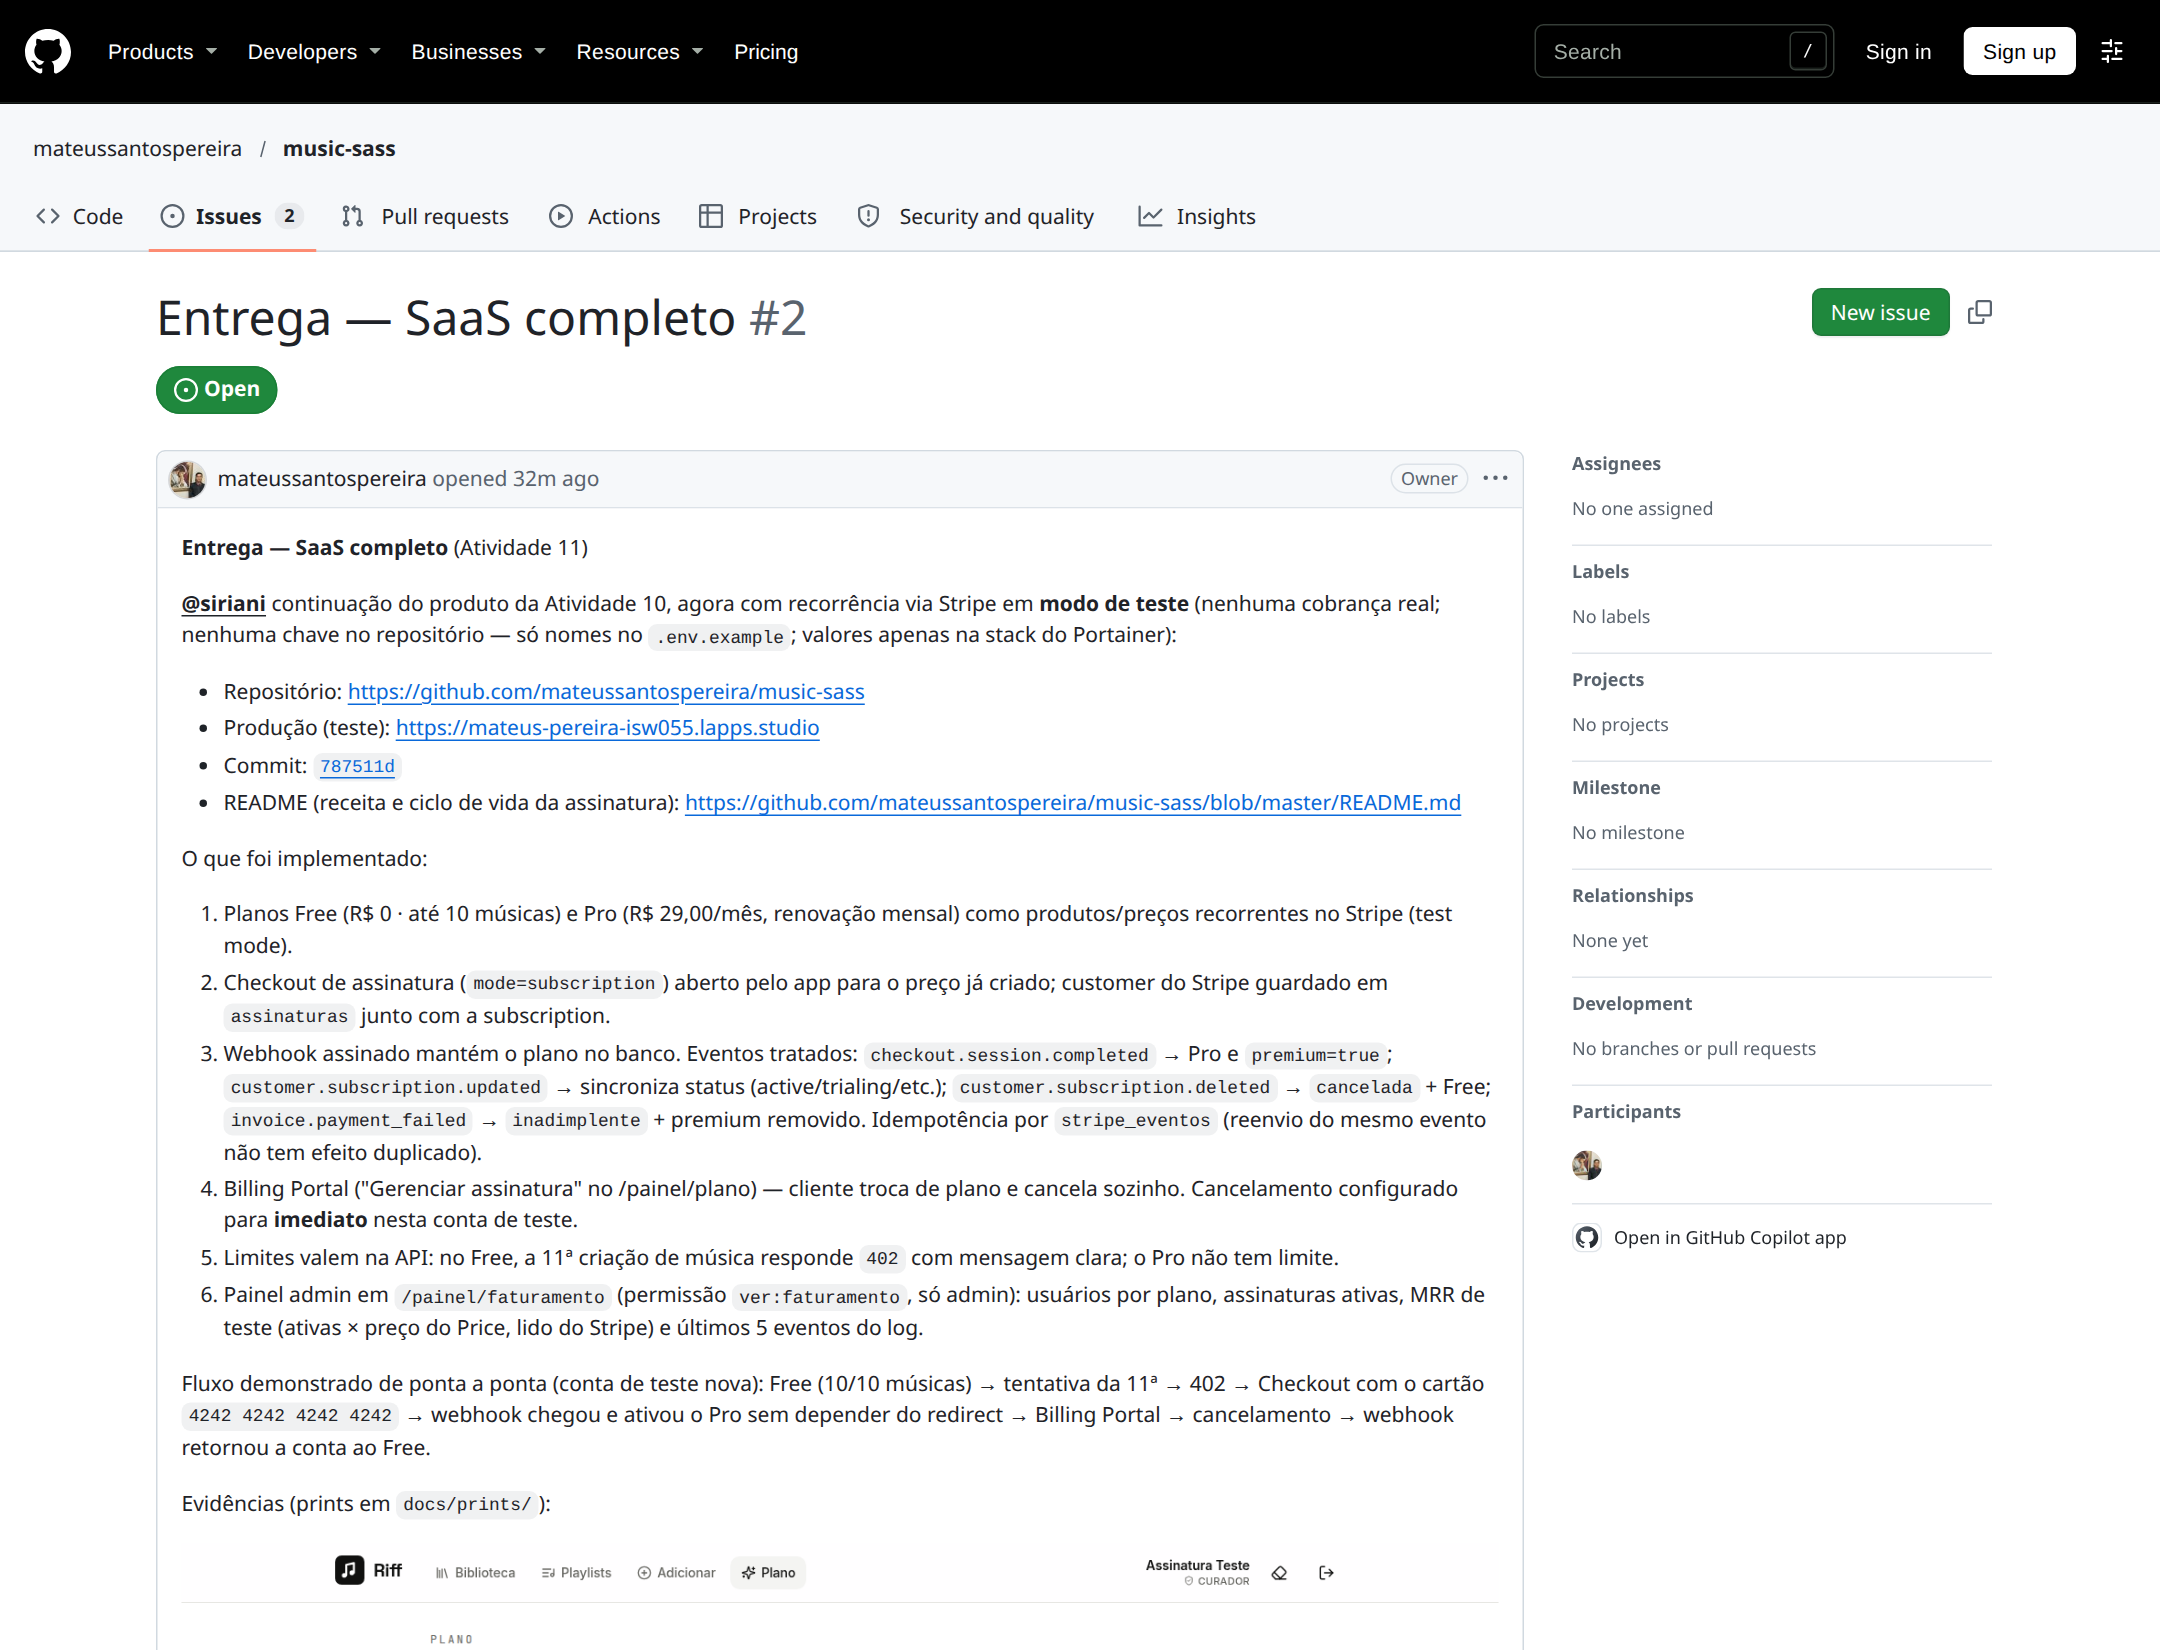 Products Developers Businesses Resources Pricing Search / Sign in Sign up
mateussantospereira / music-sass
Code Issues 2 Pull requests Actions Projects Security and quality Insights
Entrega — SaaS completo #2
New issue
Open
mateussantospereira opened 32m ago Owner
Entrega — SaaS completo (Atividade 11)
@siriani continuação do produto da Atividade 10, agora com recorrência via Stripe em modo de teste (nenhuma cobrança real;
nenhuma chave no repositório — só nomes no .env.example; valores apenas na stack do Portainer):
• Repositório: https://github.com/mateussantospereira/music-sass
• Produção (teste): https://mateus-pereira-isw055.lapps.studio
• Commit: 787511d
• README (receita e ciclo de vida da assinatura): https://github.com/mateussantospereira/music-sass/blob/master/README.md
O que foi implementado:
1. Planos Free (R$ 0 · até 10 músicas) e Pro (R$ 29,00/mês, renovação mensal) como produtos/preços recorrentes no Stripe (test
mode).
2. Checkout de assinatura (mode=subscription) aberto pelo app para o preço já criado; customer do Stripe guardado em
assinaturas junto com a subscription.
3. Webhook assinado mantém o plano no banco. Eventos tratados: checkout.session.completed → Pro e premium=true;
customer.subscription.updated → sincroniza status (active/trialing/etc.); customer.subscription.deleted → cancelada + Free;
invoice.payment_failed → inadimplente + premium removido. Idempotência por stripe_eventos (reenvio do mesmo evento
não tem efeito duplicado).
4. Billing Portal ("Gerenciar assinatura" no /painel/plano) — cliente troca de plano e cancela sozinho. Cancelamento configurado
para imediato nesta conta de teste.
5. Limites valem na API: no Free, a 11ª criação de música responde 402 com mensagem clara; o Pro não tem limite.
6. Painel admin em /painel/faturamento (permissão ver:faturamento, só admin): usuários por plano, assinaturas ativas, MRR de
teste (ativas × preço do Price, lido do Stripe) e últimos 5 eventos do log.
Fluxo demonstrado de ponta a ponta (conta de teste nova): Free (10/10 músicas) → tentativa da 11ª → 402 → Checkout com o cartão
4242 4242 4242 4242 → webhook chegou e ativou o Pro sem depender do redirect → Billing Portal → cancelamento → webhook
retornou a conta ao Free.
Evidências (prints em docs/prints/):
Riff Biblioteca Playlists Adicionar Plano Assinatura Teste
CURADOR
PLANO
Assignees
No one assigned
Labels
No labels
Projects
No projects
Milestone
No milestone
Relationships
None yet
Development
No branches or pull requests
Participants
Open in GitHub Copilot app